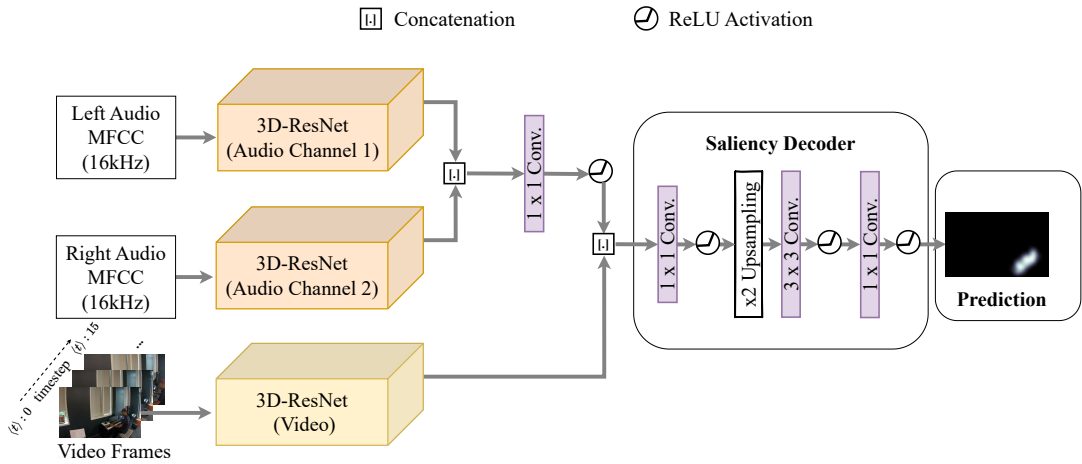 [.] Concatenation
ReLU Activation
Left Audio
MFCC
(16kHz)
3D-ResNet
(Audio Channel 1)
Right Audio
MFCC
(16kHz)
3D-ResNet
(Audio Channel 2)
[.]
1 x 1 Conv.
[.]
Saliency Decoder
1 x 1 Conv.
x2 Upsampling
3 x 3 Conv.
1 x 1 Conv.
Prediction
⟨t⟩ : 0 timestep ⟨t⟩ : 15
...
3D-ResNet
(Video)
Video Frames